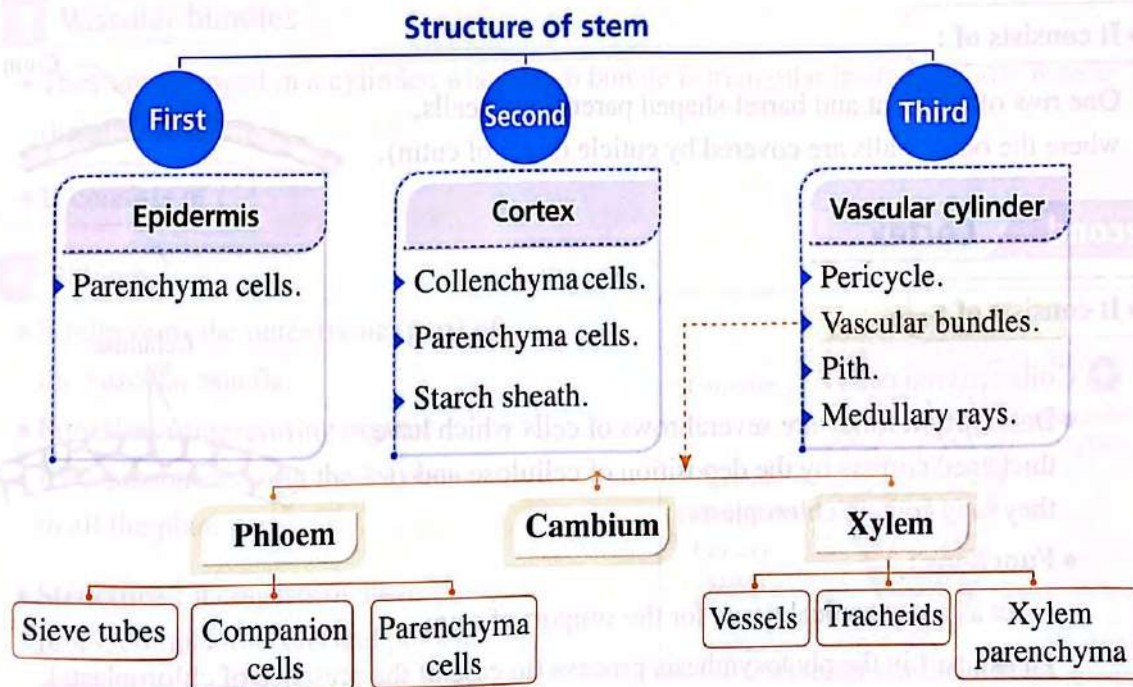 Structure of stem
First
Second
Third
Epidermis
Parenchyma cells.
Cortex
Collenchyma cells.
Parenchyma cells.
Starch sheath.
Vascular cylinder
Pericycle.
Vascular bundles.
Pith.
Medullary rays.
Phloem
Cambium
Xylem
Sieve tubes
Companion
cells
Parenchyma
cells
Vessels
Tracheids
Xylem
parenchyma